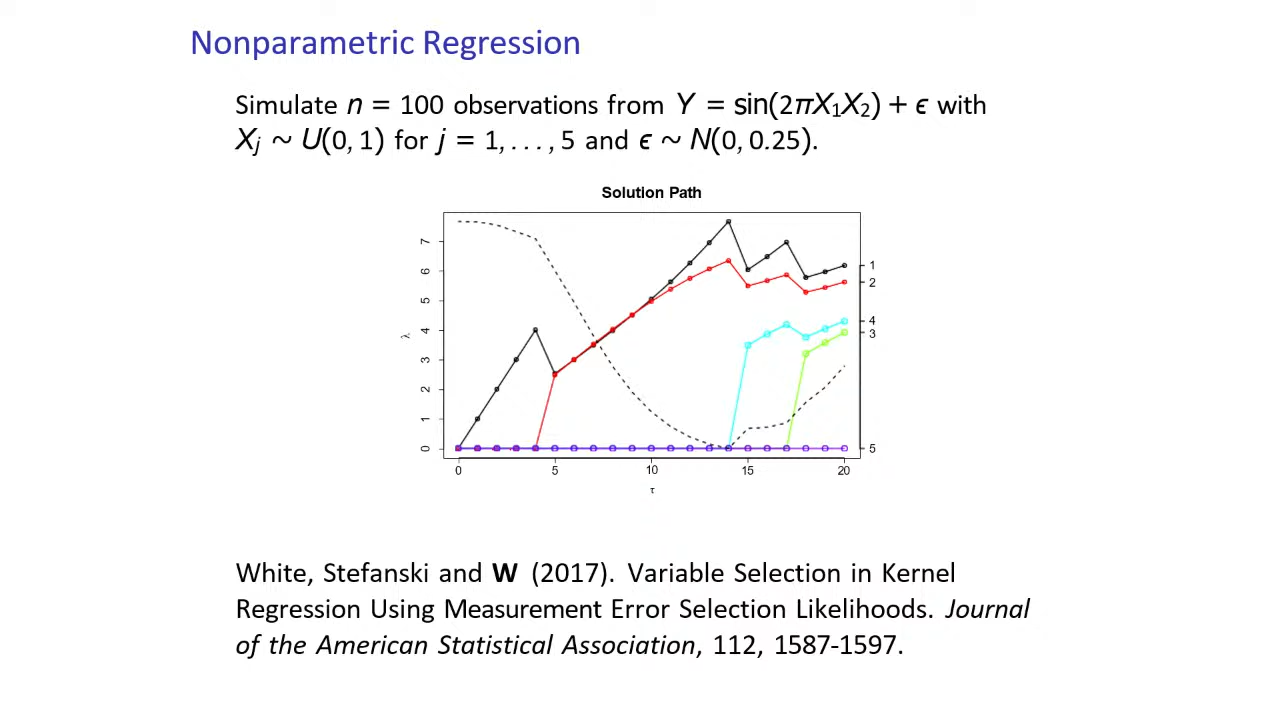 Nonparametric Regression
Simulate n = 100 observations from Y = sin(2πX₁X₂) + ϵ with
Xⱼ ~ U(0, 1) for j = 1, . . . , 5 and ϵ ~ N(0, 0.25).
Solution Path
7
6
5
4
3
2
1
0
λ
1
2
4
3
5
0 5 10 15 20
τ
White, Stefanski and W (2017). Variable Selection in Kernel
Regression Using Measurement Error Selection Likelihoods. Journal
of the American Statistical Association, 112, 1587-1597.